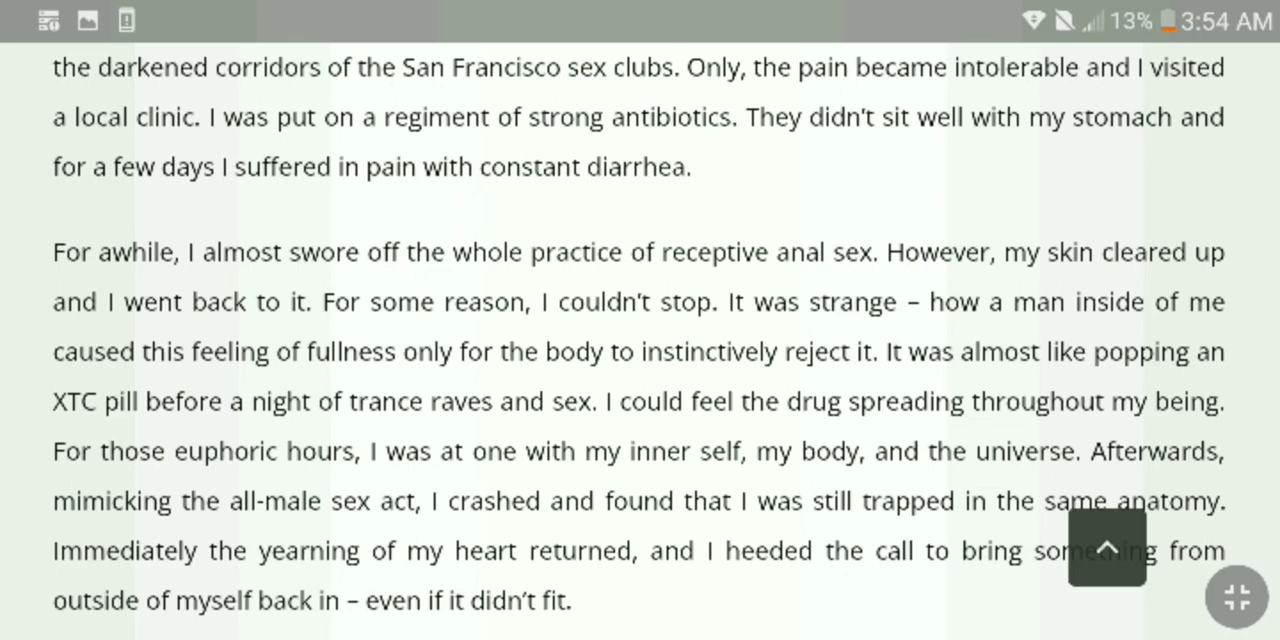 13% 3:54 AM
the darkened corridors of the San Francisco sex clubs. Only, the pain became intolerable and I visited
a local clinic. I was put on a regiment of strong antibiotics. They didn't sit well with my stomach and
for a few days I suffered in pain with constant diarrhea.
For awhile, I almost swore off the whole practice of receptive anal sex. However, my skin cleared up
and I went back to it. For some reason, I couldn't stop. It was strange – how a man inside of me
caused this feeling of fullness only for the body to instinctively reject it. It was almost like popping an
XTC pill before a night of trance raves and sex. I could feel the drug spreading throughout my being.
For those euphoric hours, I was at one with my inner self, my body, and the universe. Afterwards,
mimicking the all-male sex act, I crashed and found that I was still trapped in the same anatomy.
Immediately the yearning of my heart returned, and I heeded the call to bring something from
outside of myself back in – even if it didn’t fit.